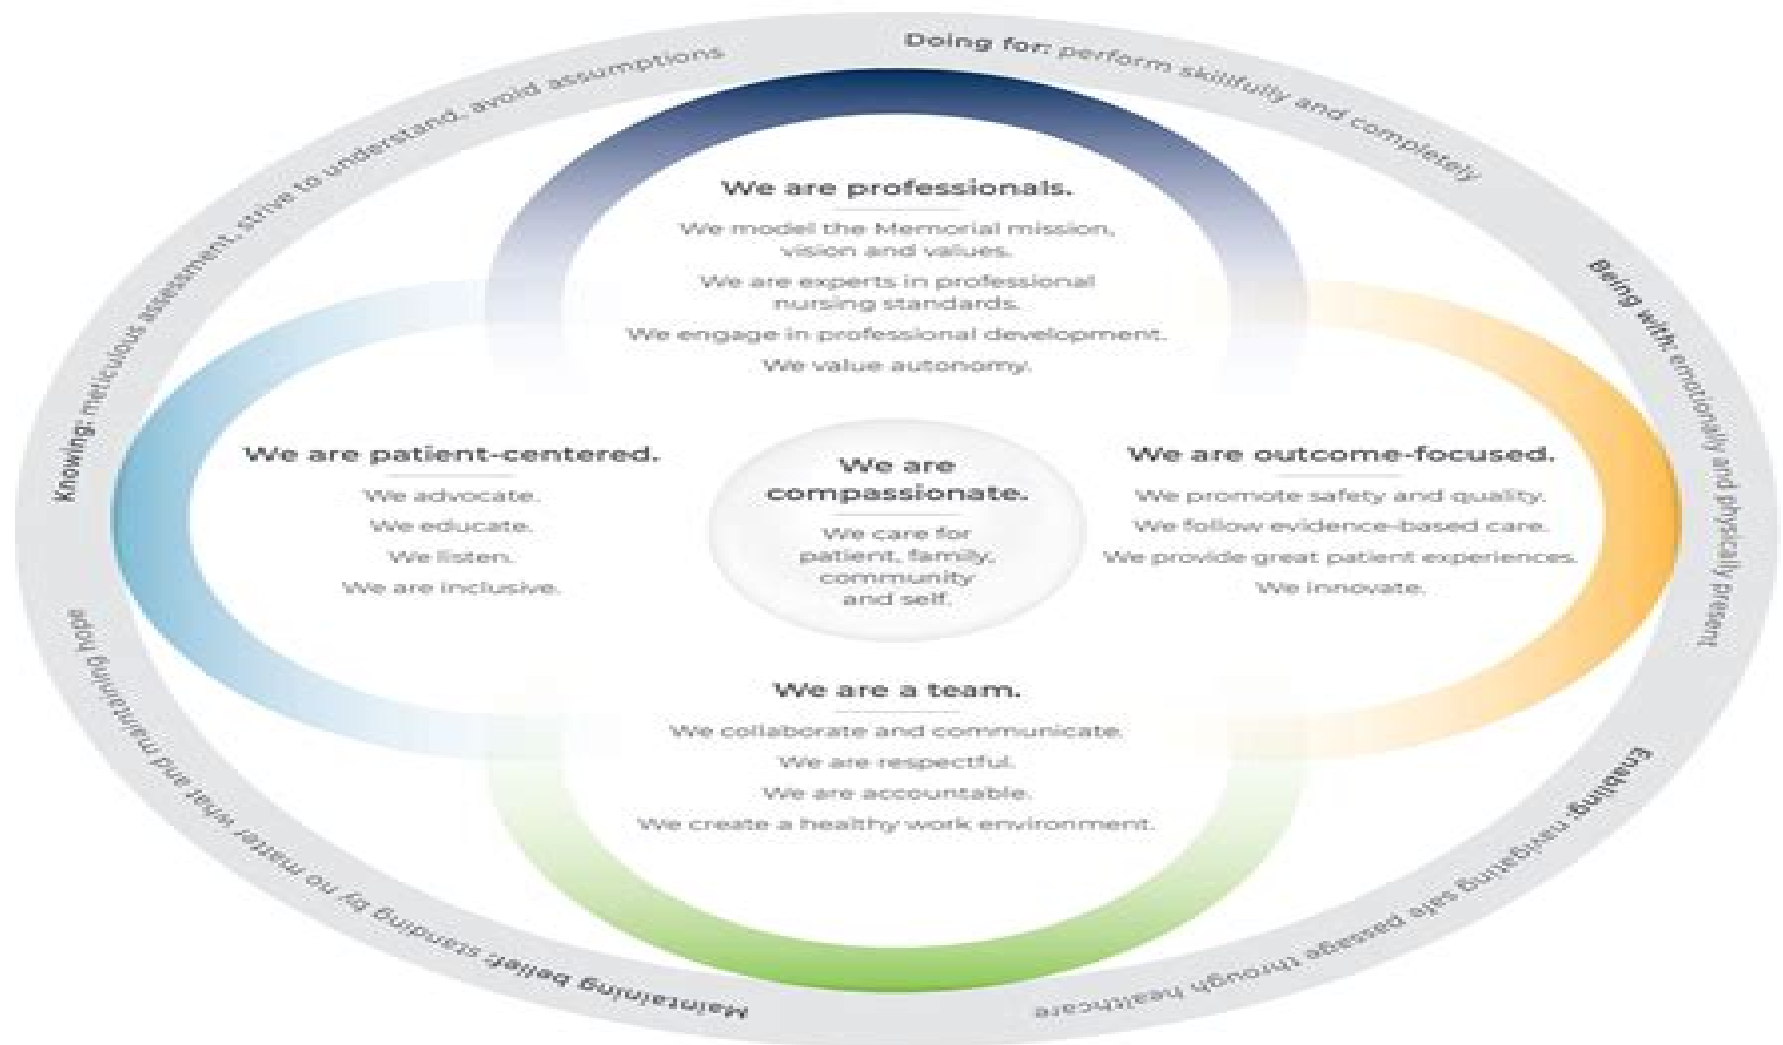 Doing for: perform skillfully and completely
Being with: emotionally and physically present
Enabling: navigating safe passage through healthcare
Maintaining belief: standing by no matter what and maintaining hope
Knowing: meticulous assessment, strive to understand, avoid assumptions
We are professionals.
We model the Memorial mission,
vision and values.
We are experts in professional
nursing standards.
We engage in professional development.
We value autonomy.
We are patient-centered.
We advocate.
We educate.
We listen.
We are inclusive.
We are
compassionate.
We care for
patient, family,
community
and self.
We are outcome-focused.
We promote safety and quality.
We follow evidence-based care.
We provide great patient experiences.
We innovate.
We are a team.
We collaborate and communicate.
We are respectful.
We are accountable.
We create a healthy work environment.